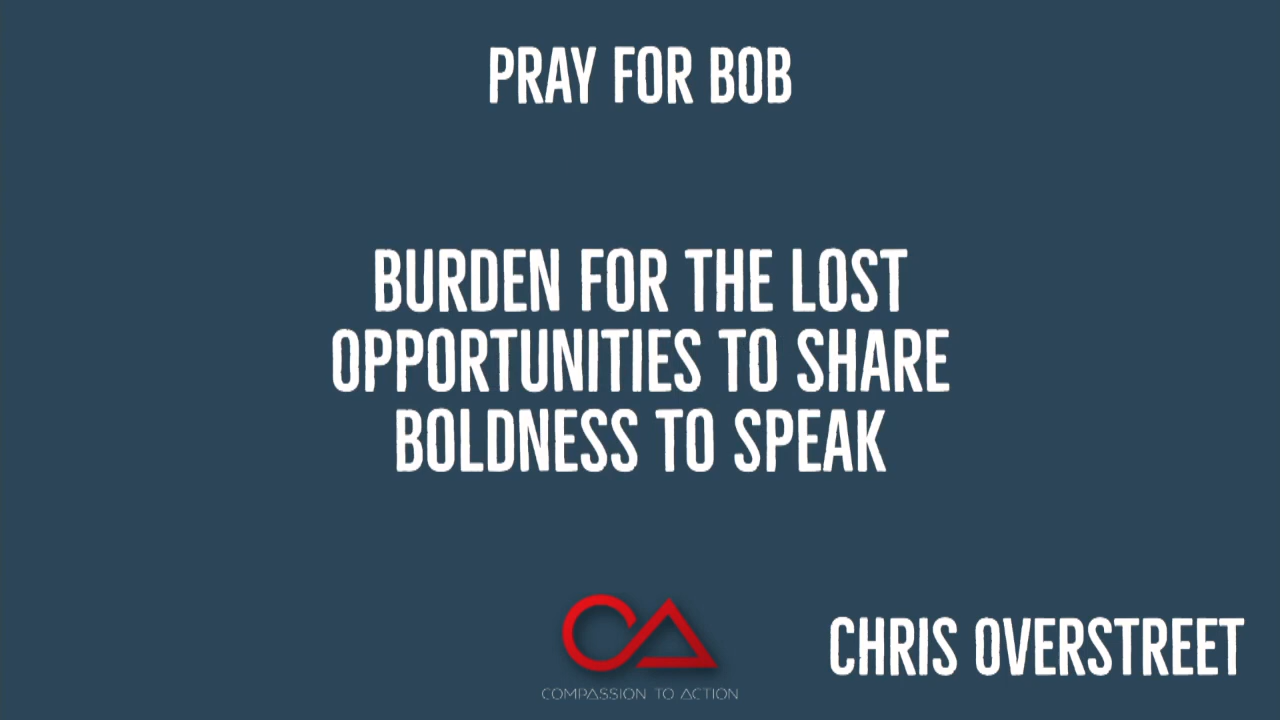 PRAY FOR BOB
BURDEN FOR THE LOST
OPPORTUNITIES TO SHARE
BOLDNESS TO SPEAK
CHRIS OVERSTREET
COMPASSION TO ACTION